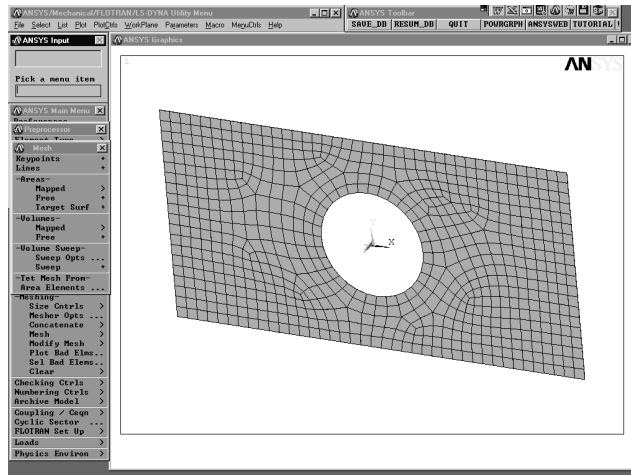 ANSYS/Mechanical/FLOTRAN/LS-DYNA Utility Menu
File Select List Plot PlotCtrls WorkPlane Parameters Macro MenuCtrls Help
ANSYS Toolbar
SAVE_DB RESUM_DB QUIT POWRGRPH ANSYSWEB TUTORIAL
ANSYS Input
Pick a menu item
ANSYS Main Menu
Preferences
Preprocessor
Element Type
Mesh
Keypoints +
Lines +
-Areas-
Mapped >
Free +
Target Surf +
-Volumes-
Mapped >
Free +
-Volume Sweep-
Sweep Opts ...
Sweep +
-Tet Mesh From-
Area Elements ...
-Meshing-
Size Cntrls >
Mesher Opts ...
Concatenate >
Mesh >
Modify Mesh >
Plot Bad Elms..
Sel Bad Elems..
Clear >
Checking Ctrls >
Numbering Ctrls >
Archive Model >
Coupling / Ceqn >
Cyclic Sector ...
FLOTRAN Set Up >
Loads >
Physics Environ >
ANSYS Graphics
1
ANSYS
Y
X